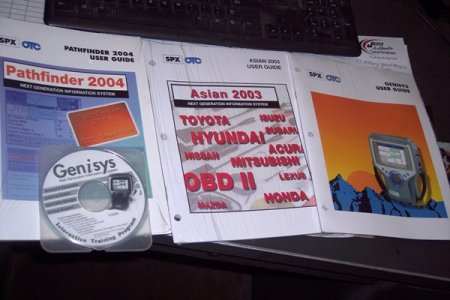 SPX OTC
PATHFINDER 2004
USER GUIDE
Pathfinder 2004
NEXT GENERATION INFORMATION SYSTEM
Genisys
Interactive Training Program
SPX OTC
ASIAN 2003
USER GUIDE
Asian 2003
NEXT GENERATION INFORMATION SYSTEM
TOYOTA
ISUZU
SUBARU
HYUNDAI
NISSAN
ACURA
MITSUBISHI
OBD II
LEXUS
MAZDA
HONDA
SPX OTC
GENISYS
USER GUIDE